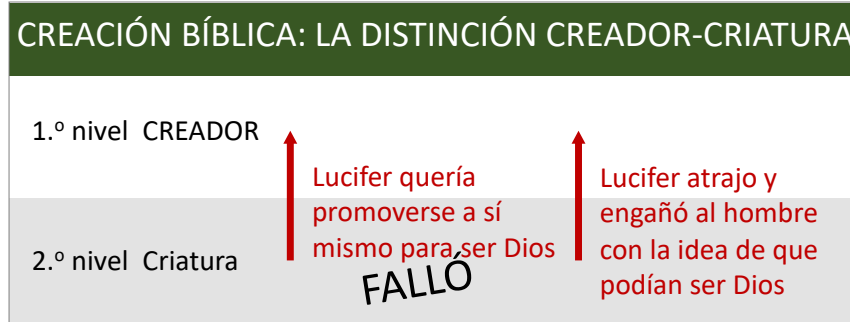 CREACIÓN BÍBLICA: LA DISTINCIÓN CREADOR-CRIATURA
1.º nivel CREADOR
Lucifer quería
promoverse a sí
mismo para ser Dios
FALLÓ
Lucifer atrajo y
engañó al hombre
con la idea de que
podían ser Dios
2.º nivel Criatura